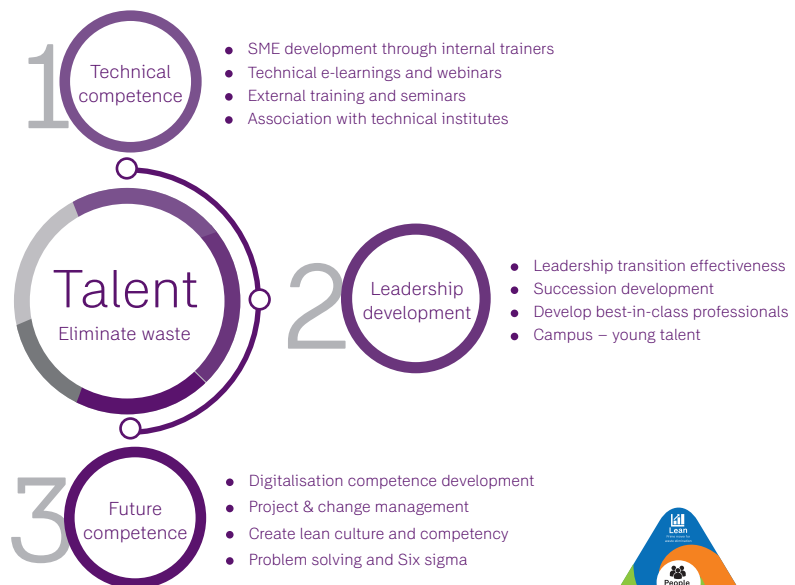 1
Technical
competence
SME development through internal trainers
Technical e-learnings and webinars
External training and seminars
Association with technical institutes
Talent
Eliminate waste
2
Leadership
development
Leadership transition effectiveness
Succession development
Develop best-in-class professionals
Campus – young talent
3
Future
competence
Digitalisation competence development
Project & change management
Create lean culture and competency
Problem solving and Six sigma
Lean
People